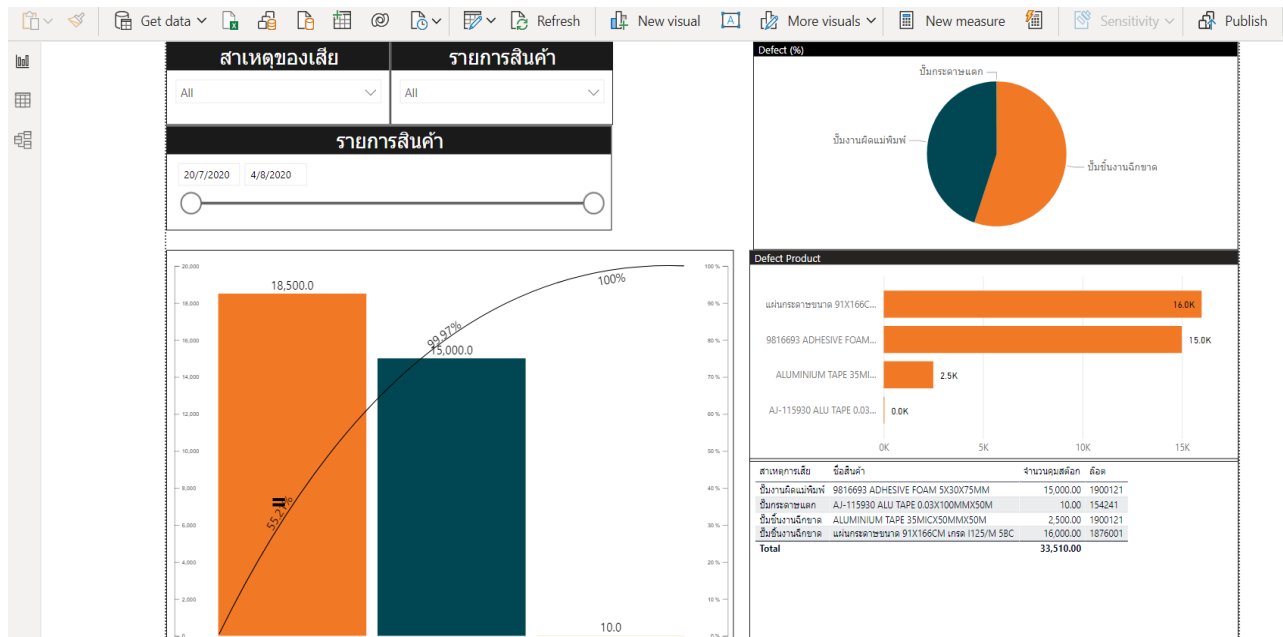 Get data
Refresh
New visual
More visuals
New measure
Sensitivity
Publish
สาเหตุของเสีย
รายการสินค้า
All
All
รายการสินค้า
20/7/2020 4/8/2020
Defect (%)
ปั๊มกระดาษแตก
ปั๊มงานผิดแม่พิมพ์
ปั๊มชิ้นงานฉีกขาด
20,000
18,000
16,000
14,000
12,000
10,000
8,000
6,000
4,000
2,000
0
18,500.0
15,000.0
10.0
55.21%
99.97%
100%
100 %
90 %
80 %
70 %
60 %
50 %
40 %
30 %
20 %
10 %
0 %
Defect Product
แผ่นกระดาษขนาด 91X166C... 16.0K
9816693 ADHESIVE FOAM... 15.0K
ALUMINIUM TAPE 35MI... 2.5K
AJ-115930 ALU TAPE 0.03... 0.0K
0K 5K 10K 15K
สาเหตุการเสีย ชื่อสินค้า จำนวนคุมสต๊อก ล๊อต
ปั๊มงานผิดแม่พิมพ์ 9816693 ADHESIVE FOAM 5X30X75MM 15,000.00 1900121
ปั๊มกระดาษแตก AJ-115930 ALU TAPE 0.03X100MMX50M 10.00 154241
ปั๊มชิ้นงานฉีกขาด ALUMINIUM TAPE 35MICX50MMX50M 2,500.00 1900121
ปั๊มชิ้นงานฉีกขาด แผ่นกระดาษขนาด 91X166CM เกรด I125/M 5BC 16,000.00 1876001
Total 33,510.00